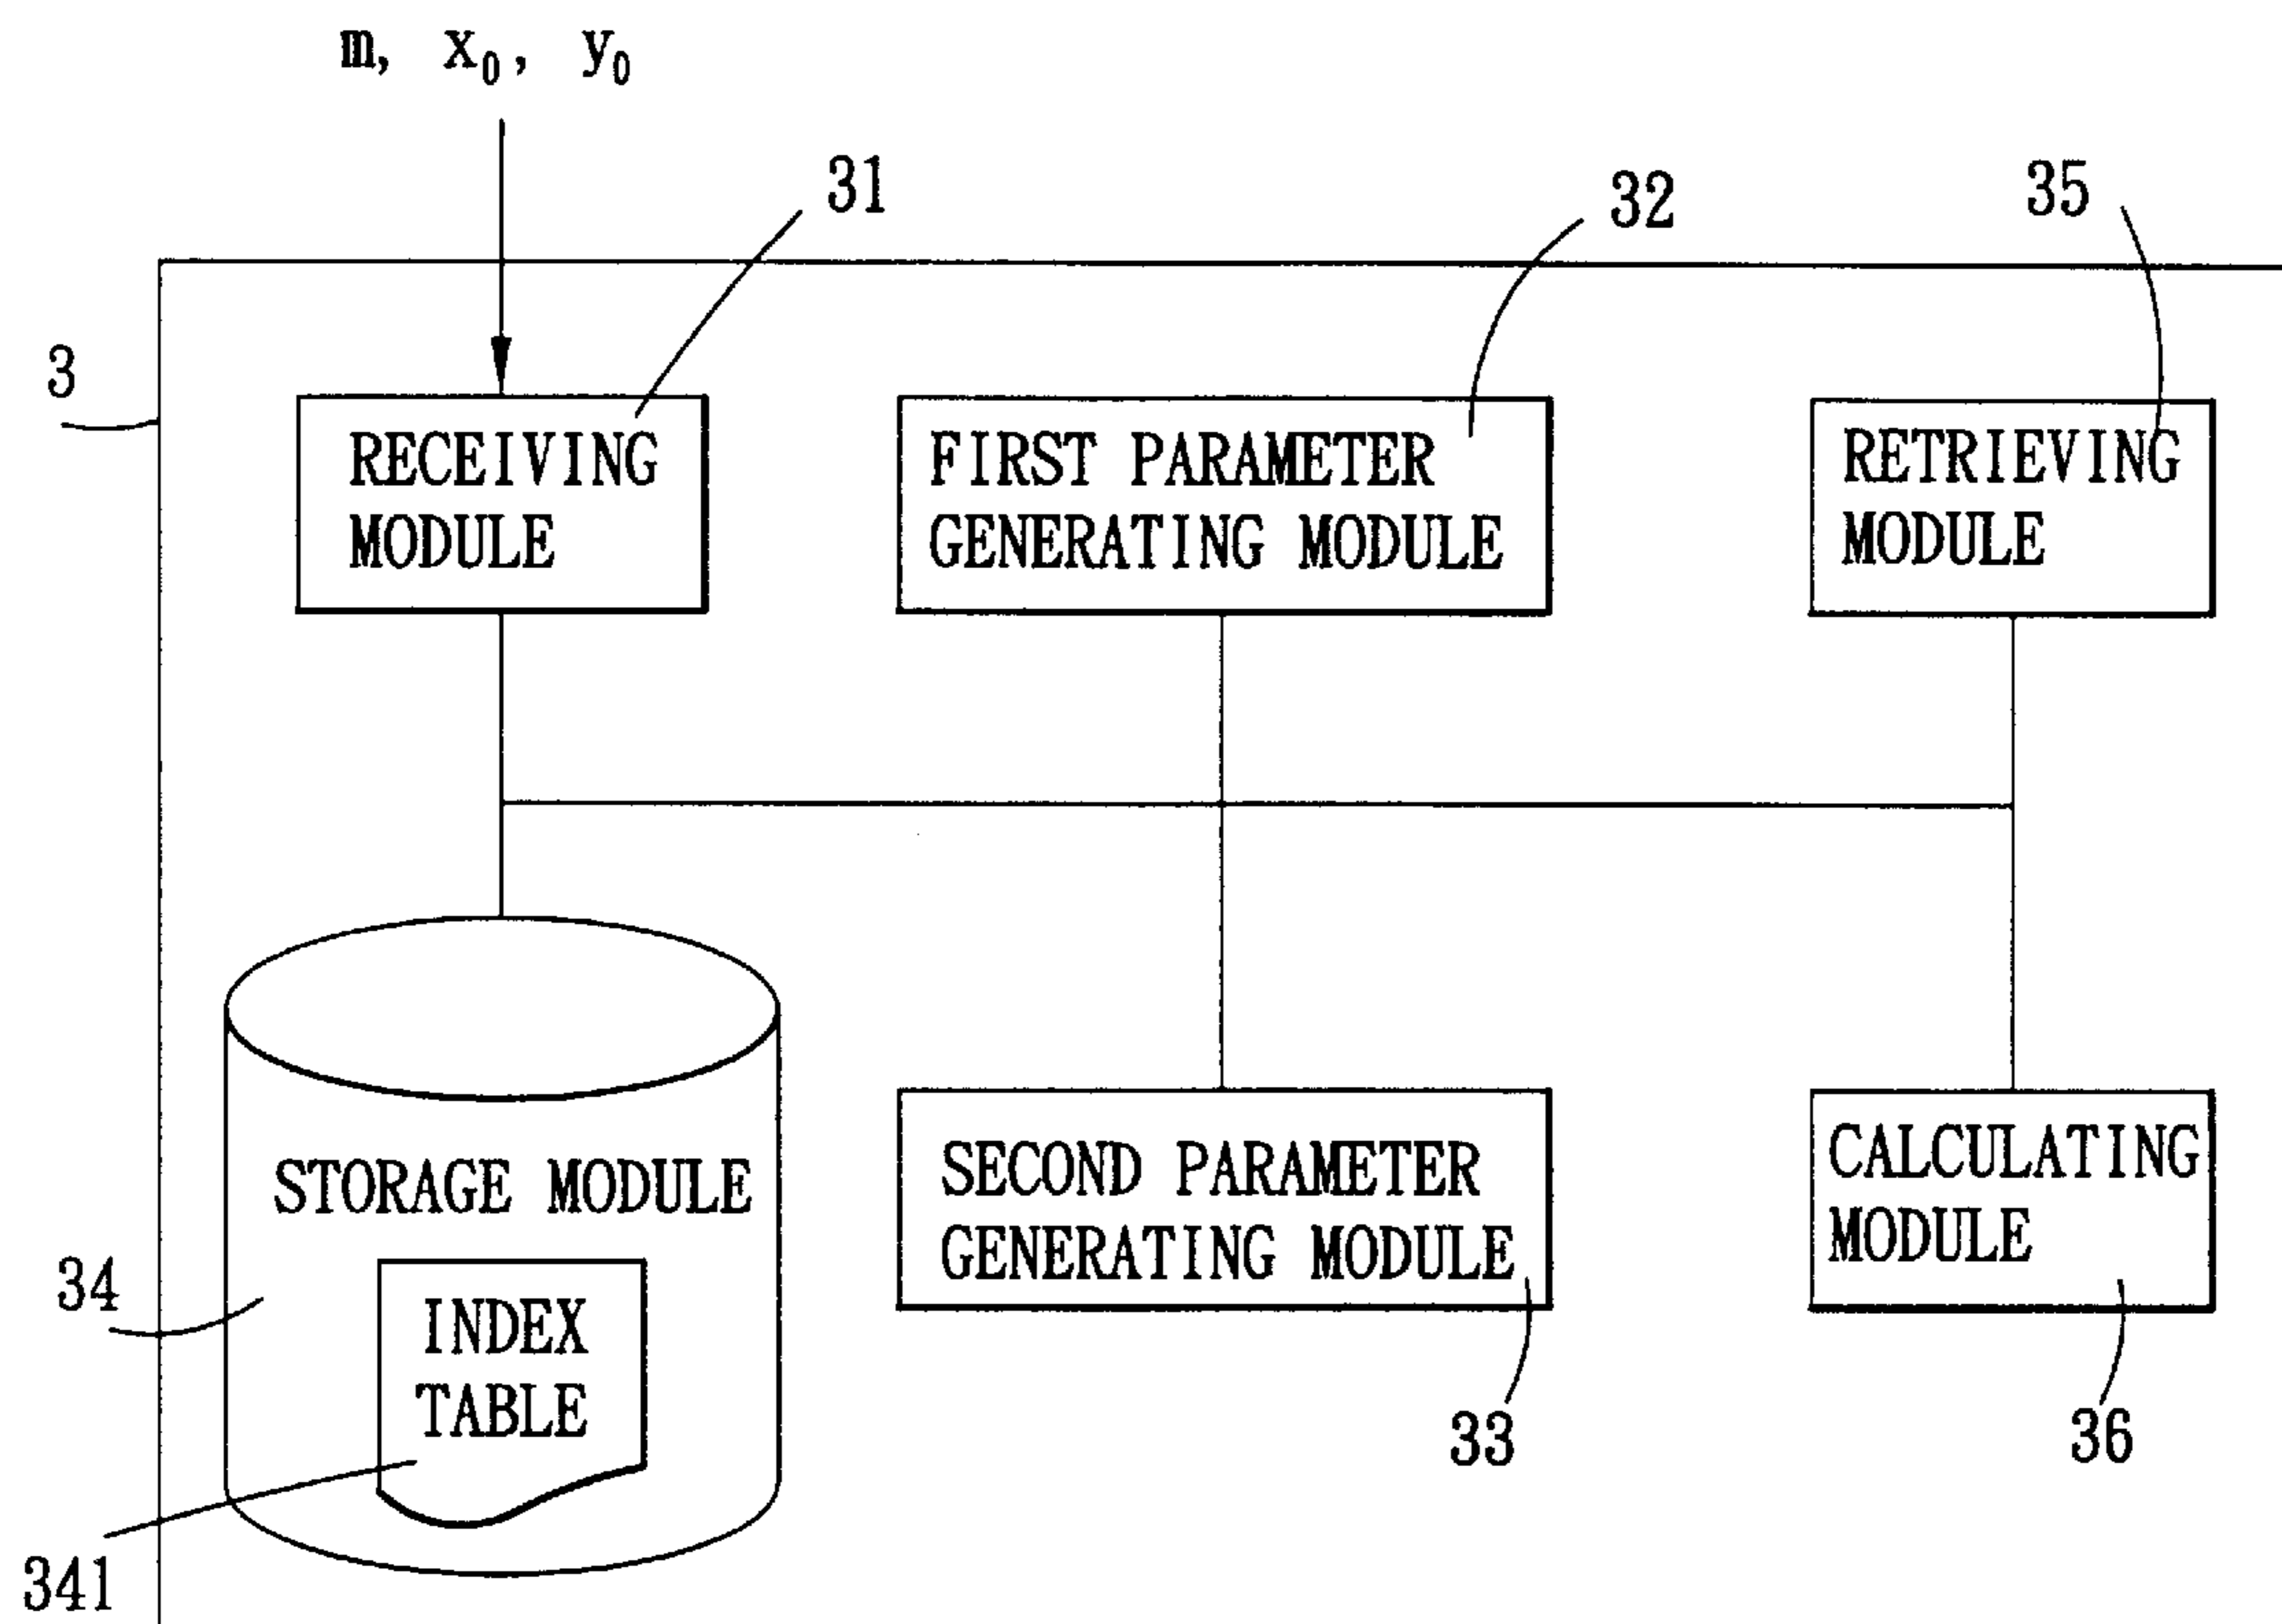 m, x₀, y₀
31
32
35
3
RECEIVING
MODULE
FIRST PARAMETER
GENERATING MODULE
RETRIEVING
MODULE
STORAGE MODULE
INDEX
TABLE
34
341
SECOND PARAMETER
GENERATING MODULE
33
CALCULATING
MODULE
36